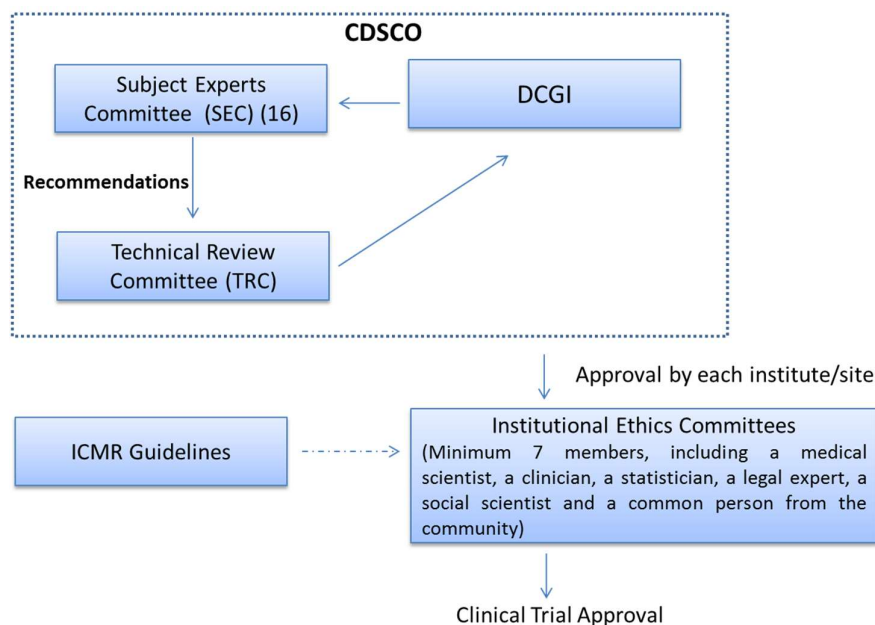 CDSCO
Subject Experts
Committee (SEC) (16)
DCGI
Recommendations
Technical Review
Committee (TRC)
Approval by each institute/site
ICMR Guidelines
Institutional Ethics Committees
(Minimum 7 members, including a medical
scientist, a clinician, a statistician, a legal expert, a
social scientist and a common person from the
community)
Clinical Trial Approval